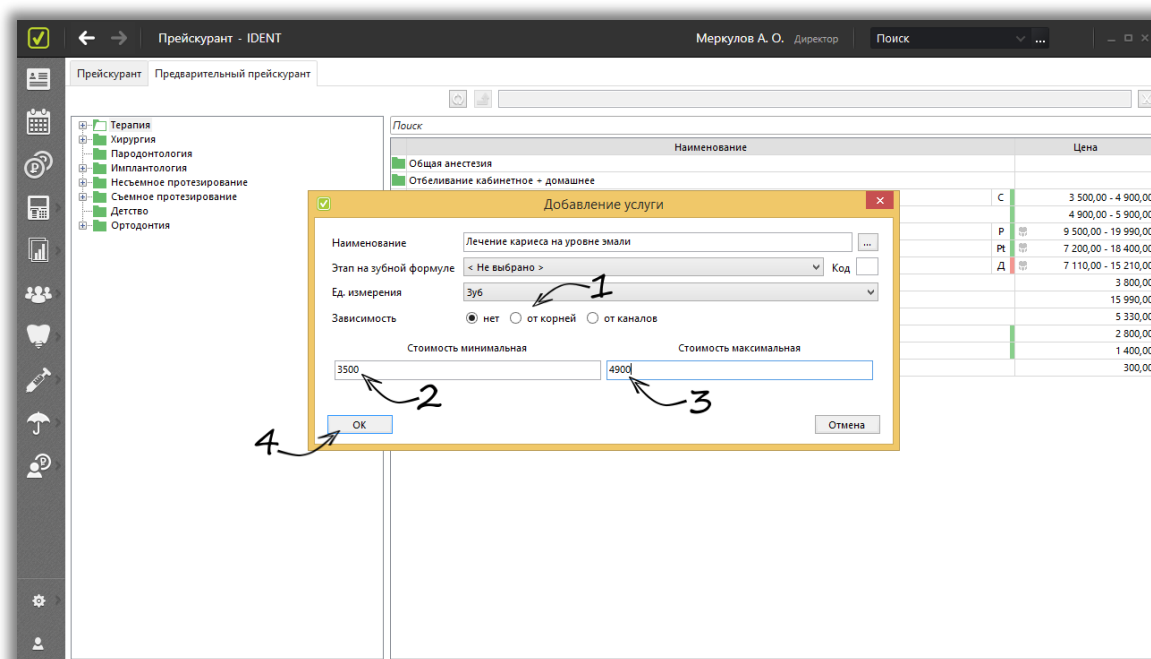 Прейскурант - IDENT
Меркулов А. О. Директор
Поиск
...
Прейскурант
Предварительный прейскурант
Терапия
Хирургия
Пародонтология
Имплантология
Несъемное протезирование
Съемное протезирование
Детство
Ортодонтия
Поиск
Наименование
Цена
Общая анестезия
Отбеливание кабинетное + домашнее
С 3 500,00 - 4 900,00
4 900,00 - 5 900,00
Р 9 500,00 - 19 990,00
Pt 7 200,00 - 18 400,00
Д 7 110,00 - 15 210,00
3 800,00
15 990,00
5 330,00
2 800,00
1 400,00
300,00
Добавление услуги
Наименование Лечение кариеса на уровне эмали ...
Этап на зубной формуле < Не выбрано > Код
Ед. измерения Зуб
1
Зависимость нет от корней от каналов
Стоимость минимальная Стоимость максимальная
3500 4900
2 3
ОК Отмена
4